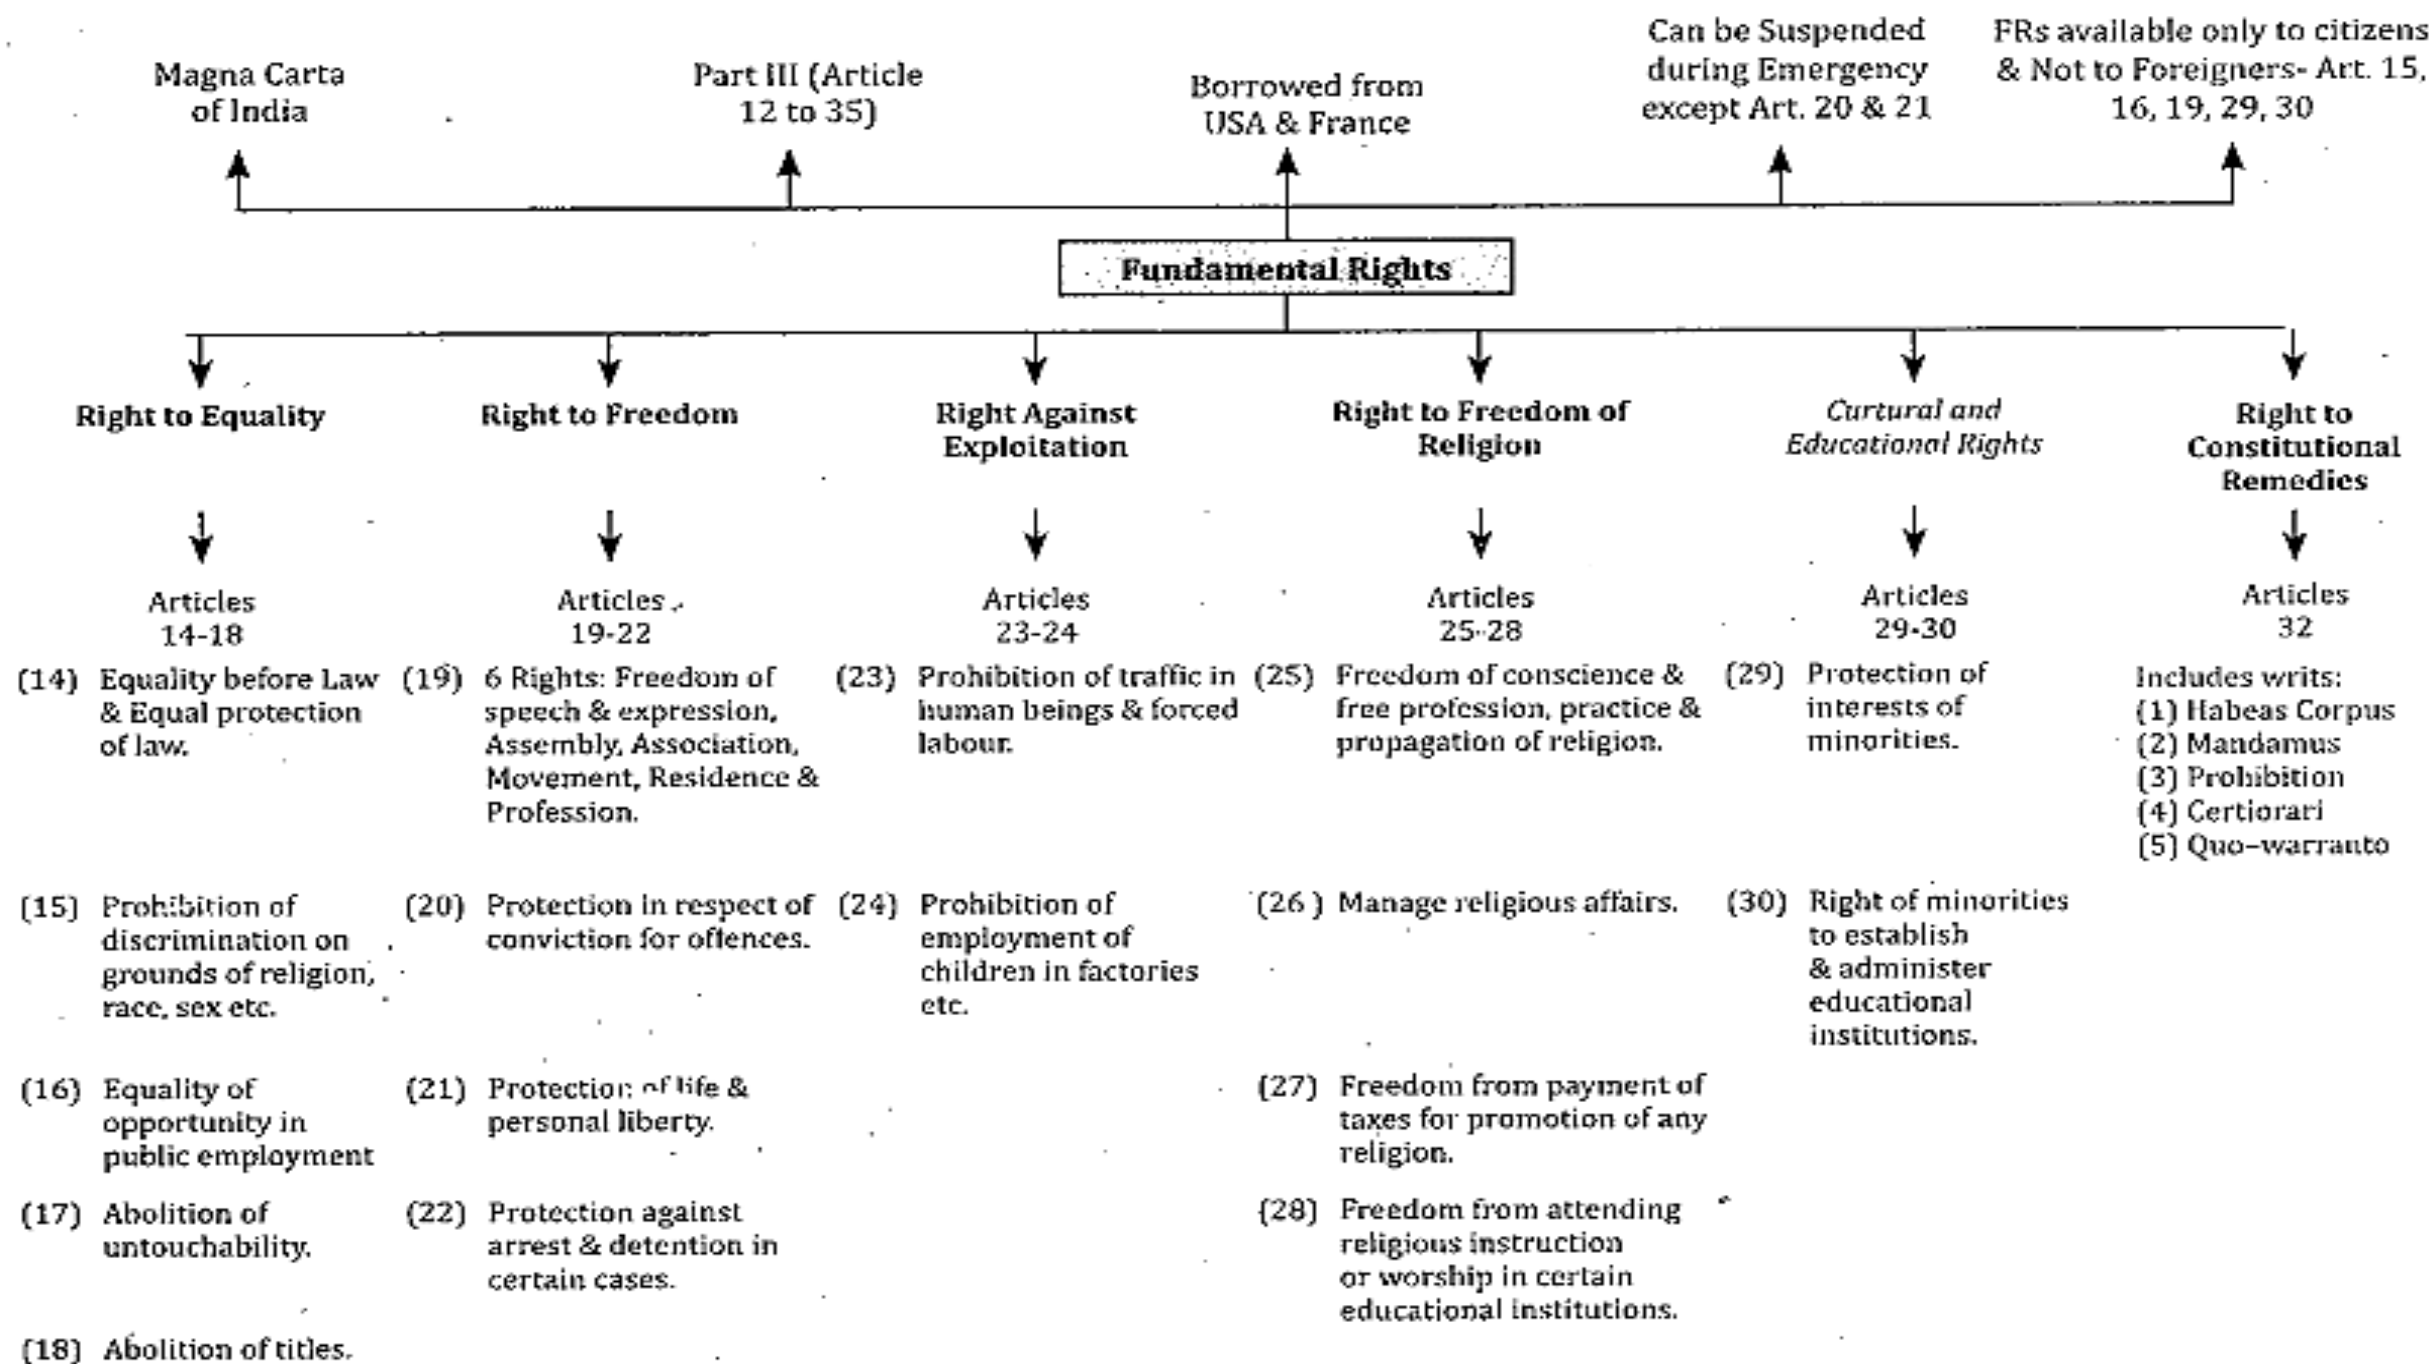 Magna Carta
of India
Part III (Article
12 to 35)
Borrowed from
USA & France
Can be Suspended
during Emergency
except Art. 20 & 21
FRs available only to citizens
& Not to Foreigners- Art. 15,
16, 19, 29, 30
Fundamental Rights
Right to Equality
Articles
14-18
(14) Equality before Law
& Equal protection
of law.
(15) Prohibition of
discrimination on
grounds of religion,
race, sex etc.
(16) Equality of
opportunity in
public employment
(17) Abolition of
untouchability.
(18) Abolition of titles.
Right to Freedom
Articles
19-22
(19) 6 Rights: Freedom of
speech & expression,
Assembly, Association,
Movement, Residence &
Profession.
(20) Protection in respect of
conviction for offences.
(21) Protection of life &
personal liberty.
(22) Protection against
arrest & detention in
certain cases.
Right Against
Exploitation
Articles
23-24
(23) Prohibition of traffic in
human beings & forced
labour.
(24) Prohibition of
employment of
children in factories
etc.
Right to Freedom of
Religion
Articles
25-28
(25) Freedom of conscience &
free profession, practice &
propagation of religion.
(26) Manage religious affairs.
(27) Freedom from payment of
taxes for promotion of any
religion.
(28) Freedom from attending
religious instruction
or worship in certain
educational institutions.
Curtural and
Educational Rights
Articles
29-30
(29) Protection of
interests of
minorities.
(30) Right of minorities
to establish
& administer
educational
institutions.
Right to
Constitutional
Remedies
Articles
32
Includes writs:
(1) Habeas Corpus
(2) Mandamus
(3) Prohibition
(4) Certiorari
(5) Quo-warranto